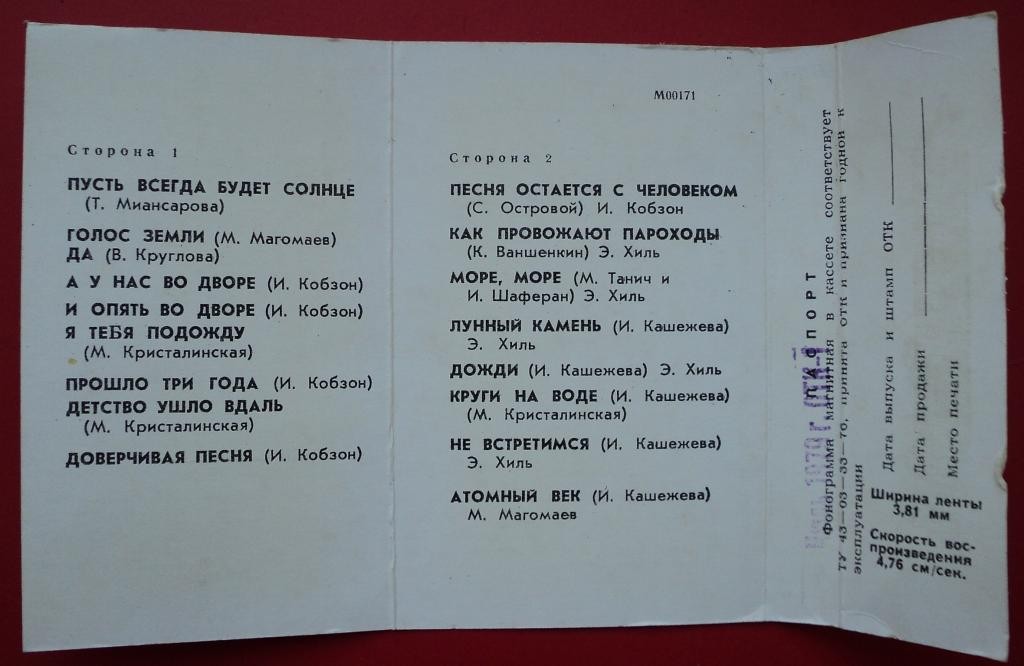 Сторона 1
ПУСТЬ ВСЕГДА БУДЕТ СОЛНЦЕ
(Т. Миансарова)
ГОЛОС ЗЕМЛИ (М. Магомаев)
ДА (В. Круглова)
А У НАС ВО ДВОРЕ (И. Кобзон)
И ОПЯТЬ ВО ДВОРЕ (И. Кобзон)
Я ТЕБЯ ПОДОЖДУ
(М. Кристалинская)
ПРОШЛО ТРИ ГОДА (И. Кобзон)
ДЕТСТВО УШЛО ВДАЛЬ
(М. Кристалинская)
ДОВЕРЧИВАЯ ПЕСНЯ (И. Кобзон)
М00171
Сторона 2
ПЕСНЯ ОСТАЕТСЯ С ЧЕЛОВЕКОМ
(С. Островой) И. Кобзон
КАК ПРОВОЖАЮТ ПАРОХОДЫ
(К. Ваншенкин) Э. Хиль
МОРЕ, МОРЕ (М. Танич и
И. Шаферан) Э. Хиль
ЛУННЫЙ КАМЕНЬ (И. Кашежева)
Э. Хиль
ДОЖДИ (И. Кашежева) Э. Хиль
КРУГИ НА ВОДЕ (И. Кашежева)
(М. Кристалинская)
НЕ ВСТРЕТИМСЯ (И. Кашежева)
Э. Хиль
АТОМНЫЙ ВЕК (И. Кашежева)
М. Магомаев
ПАСПОРТ
Фонограмма магнитная в кассете соответствует
ТУ 43—03—33—76, принята ОТК и признана годной к
эксплуатации
Дата выпуска и штамп ОТК
Дата продажи
Место печати
Ширина ленты
3,81 мм
Скорость вос-
произведения
4,76 см/сек.